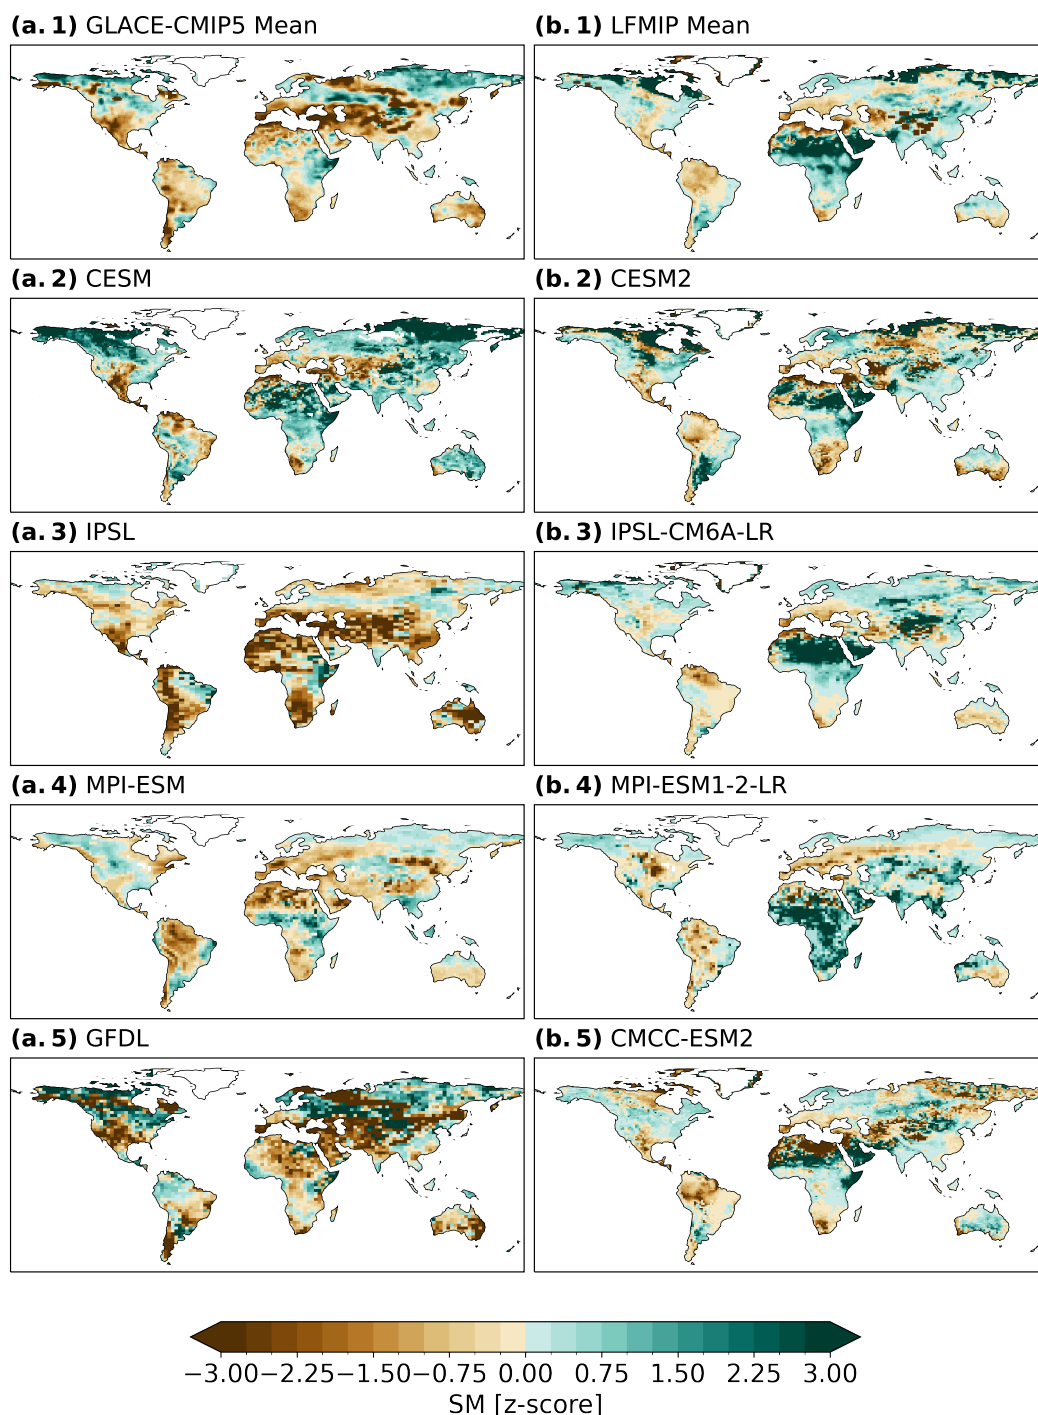 (a. 1) GLACE-CMIP5 Mean
(b. 1) LFMIP Mean
(a. 2) CESM
(b. 2) CESM2
(a. 3) IPSL
(b. 3) IPSL-CM6A-LR
(a. 4) MPI-ESM
(b. 4) MPI-ESM1-2-LR
(a. 5) GFDL
(b. 5) CMCC-ESM2
−3.00 −2.25 −1.50 −0.75 0.00 0.75 1.50 2.25 3.00
SM [z-score]